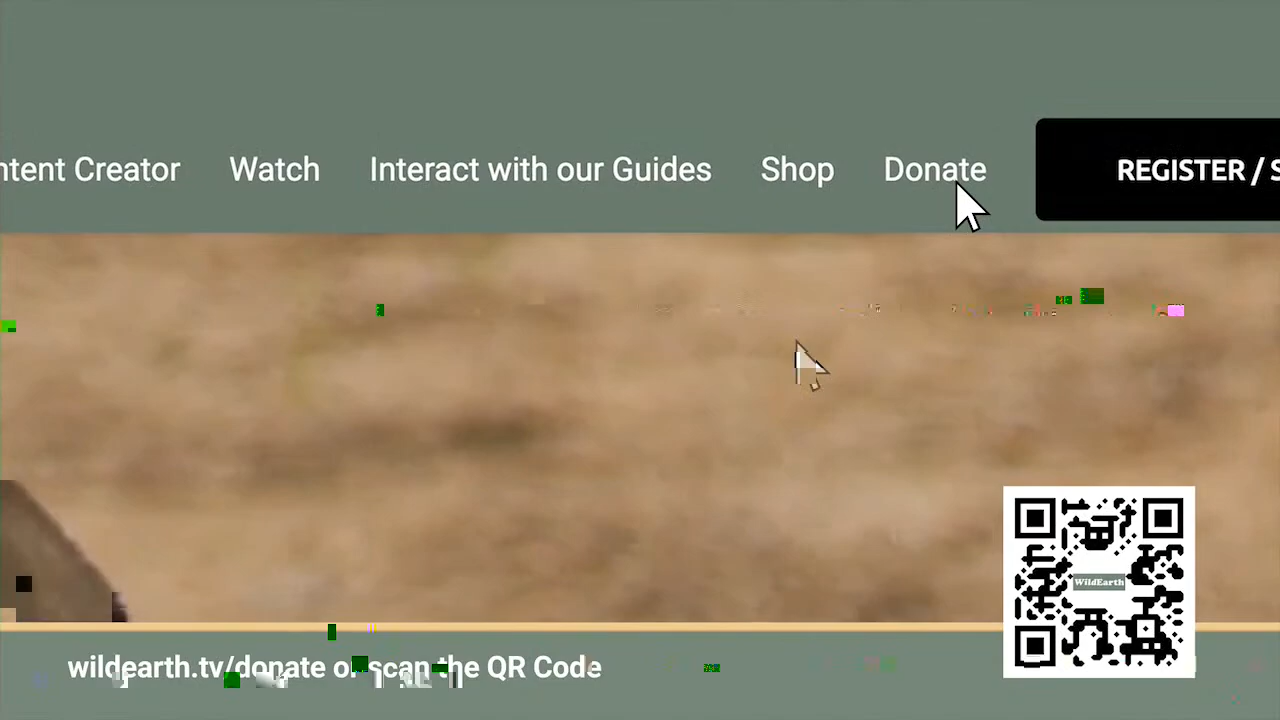 ntent Creator Watch Interact with our Guides Shop Donate REGISTER / S
WildEarth
wildearth.tv/donate or scan the QR Code